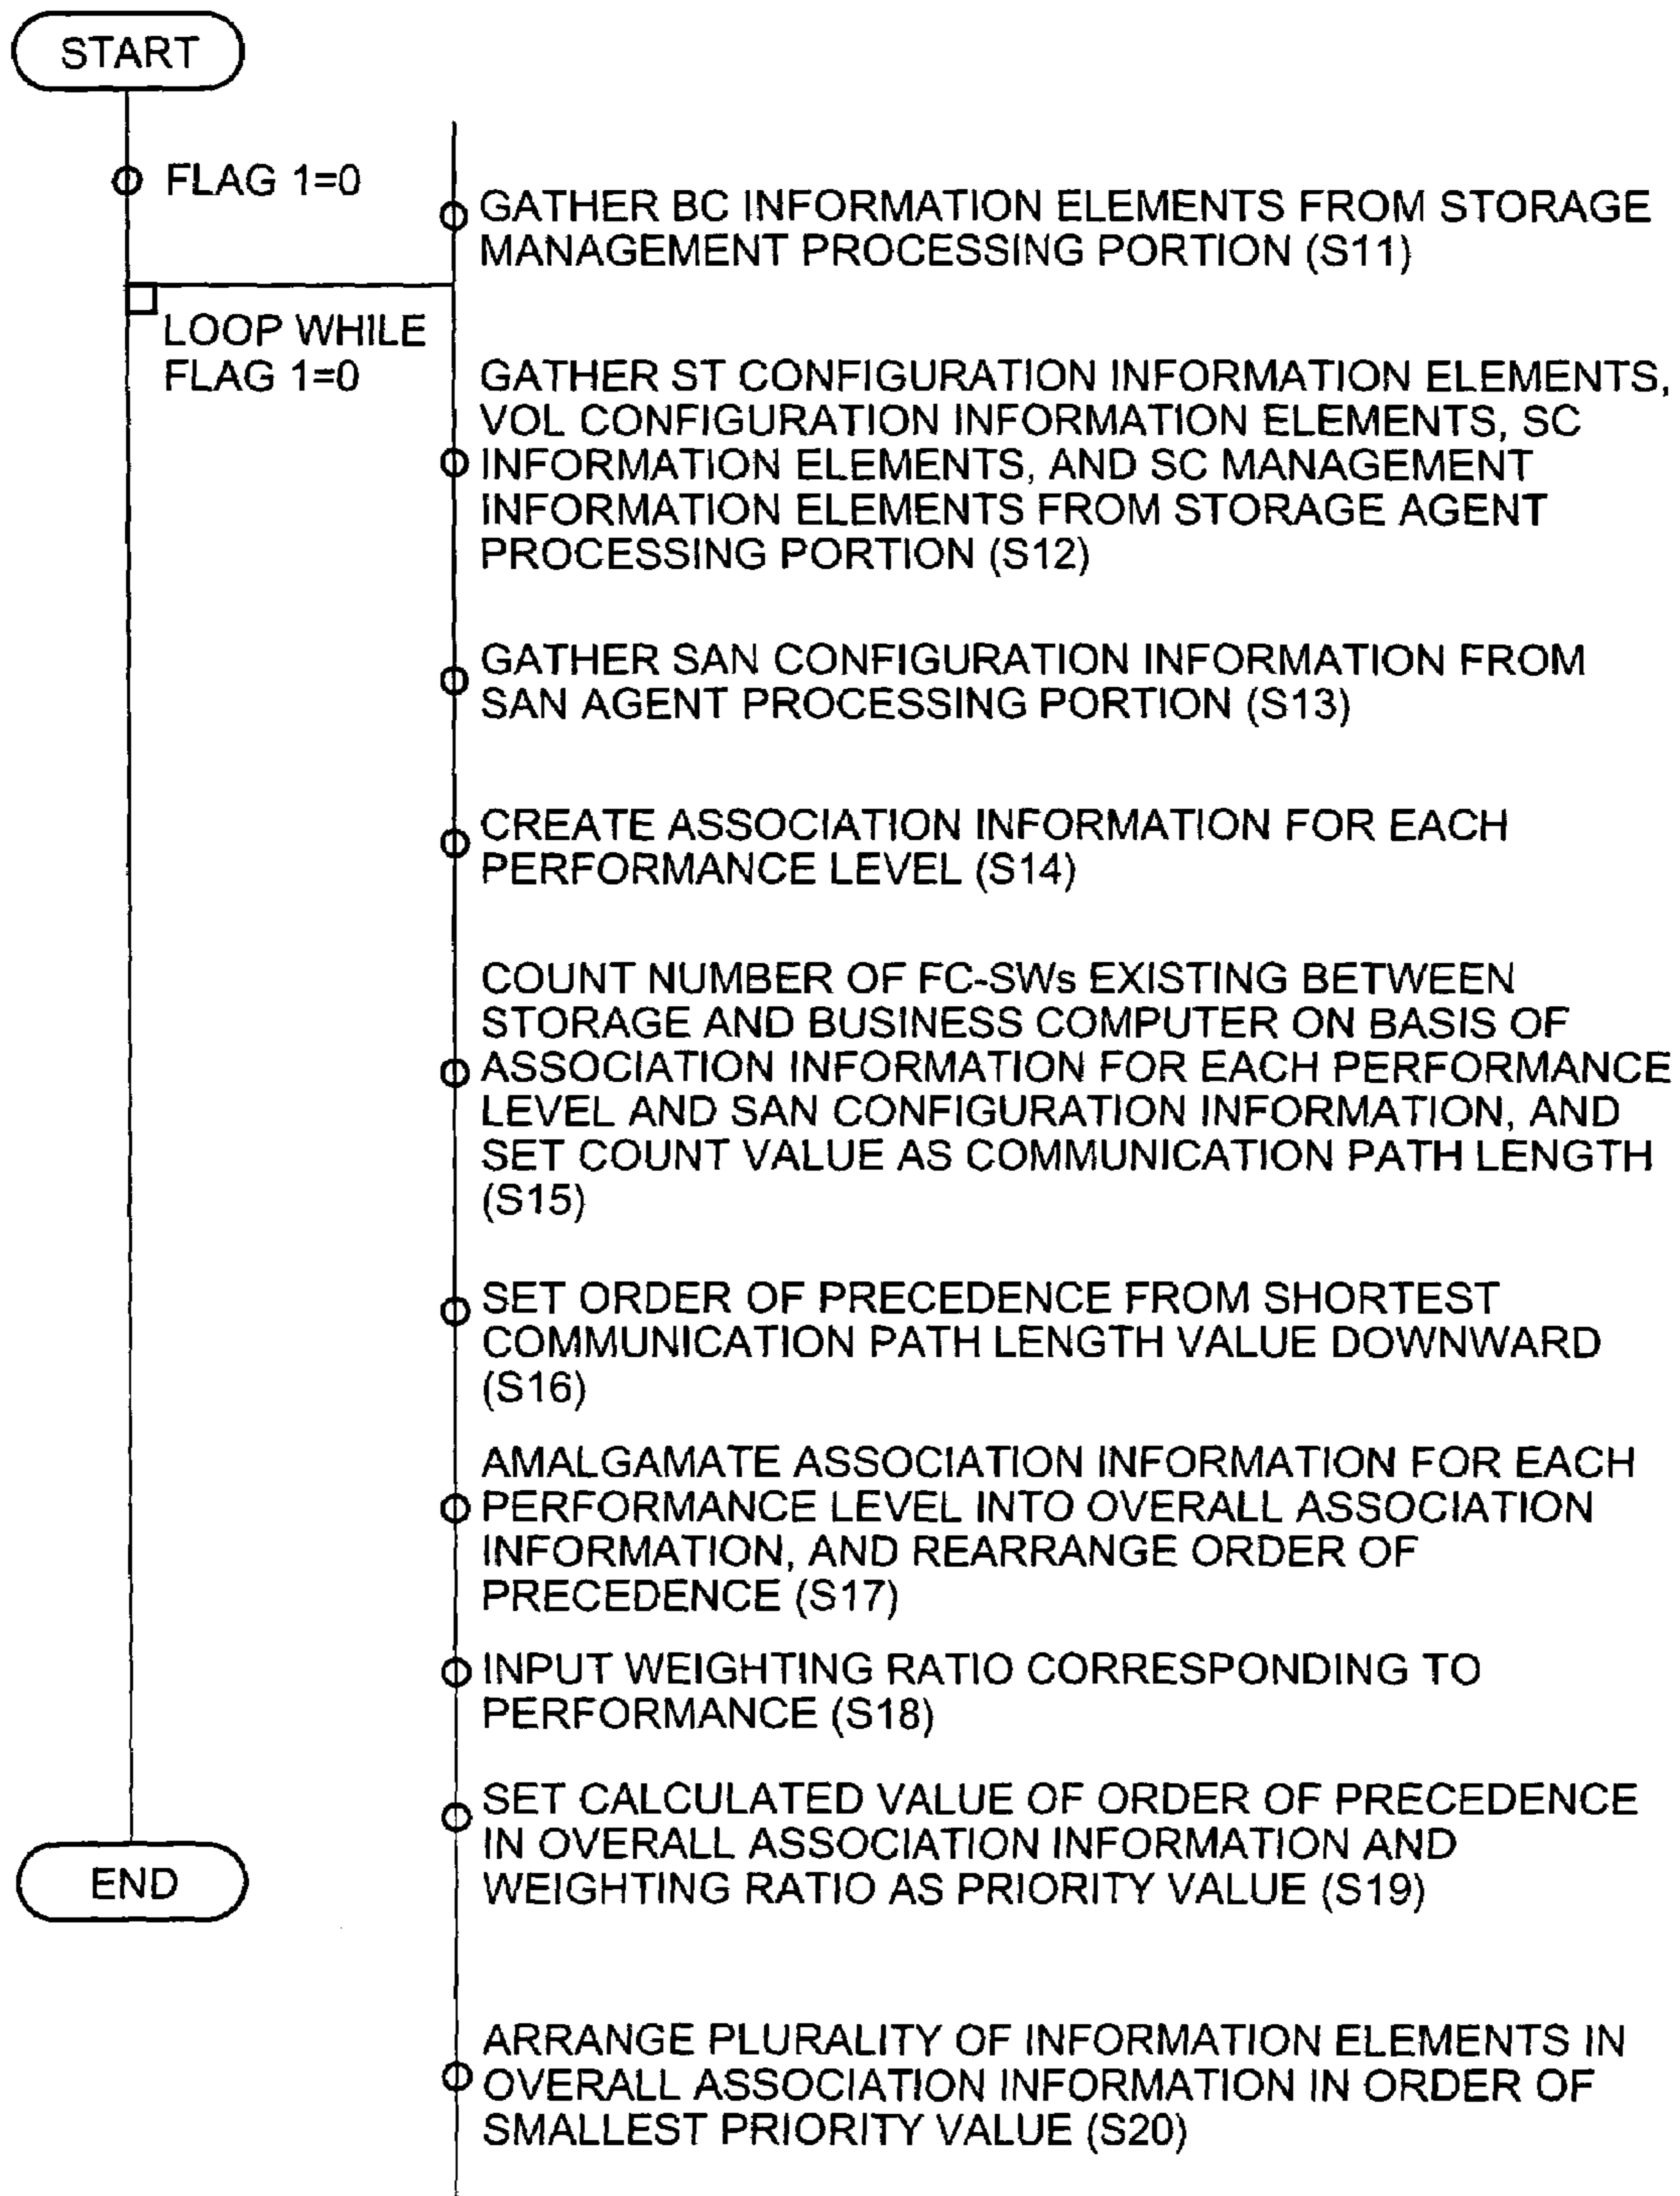 START
FLAG 1=0
LOOP WHILE
FLAG 1=0
END
GATHER BC INFORMATION ELEMENTS FROM STORAGE
MANAGEMENT PROCESSING PORTION (S11)
GATHER ST CONFIGURATION INFORMATION ELEMENTS,
VOL CONFIGURATION INFORMATION ELEMENTS, SC
INFORMATION ELEMENTS, AND SC MANAGEMENT
INFORMATION ELEMENTS FROM STORAGE AGENT
PROCESSING PORTION (S12)
GATHER SAN CONFIGURATION INFORMATION FROM
SAN AGENT PROCESSING PORTION (S13)
CREATE ASSOCIATION INFORMATION FOR EACH
PERFORMANCE LEVEL (S14)
COUNT NUMBER OF FC-SWs EXISTING BETWEEN
STORAGE AND BUSINESS COMPUTER ON BASIS OF
ASSOCIATION INFORMATION FOR EACH PERFORMANCE
LEVEL AND SAN CONFIGURATION INFORMATION, AND
SET COUNT VALUE AS COMMUNICATION PATH LENGTH
(S15)
SET ORDER OF PRECEDENCE FROM SHORTEST
COMMUNICATION PATH LENGTH VALUE DOWNWARD
(S16)
AMALGAMATE ASSOCIATION INFORMATION FOR EACH
PERFORMANCE LEVEL INTO OVERALL ASSOCIATION
INFORMATION, AND REARRANGE ORDER OF
PRECEDENCE (S17)
INPUT WEIGHTING RATIO CORRESPONDING TO
PERFORMANCE (S18)
SET CALCULATED VALUE OF ORDER OF PRECEDENCE
IN OVERALL ASSOCIATION INFORMATION AND
WEIGHTING RATIO AS PRIORITY VALUE (S19)
ARRANGE PLURALITY OF INFORMATION ELEMENTS IN
OVERALL ASSOCIATION INFORMATION IN ORDER OF
SMALLEST PRIORITY VALUE (S20)